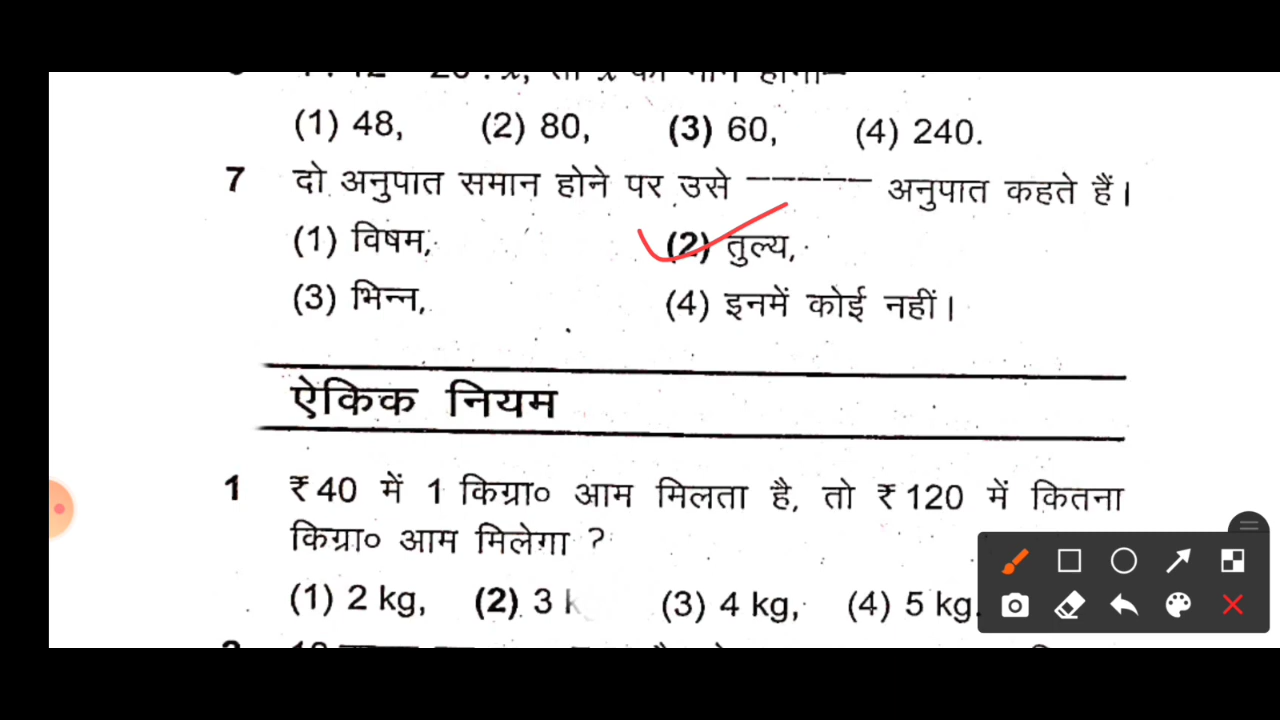 (1) 48, (2) 80, (3) 60, (4) 240.
7 दो अनुपात समान होने पर उसे ------ अनुपात कहते हैं।
(1) विषम, (2) तुल्य,
(3) भिन्न, (4) इनमें कोई नहीं।
ऐकिक नियम
1 ₹ 40 में 1 किग्रा० आम मिलता है, तो ₹ 120 में कितना
किग्रा० आम मिलेगा ?
(1) 2 kg, (2) 3 k (3) 4 kg, (4) 5 kg.